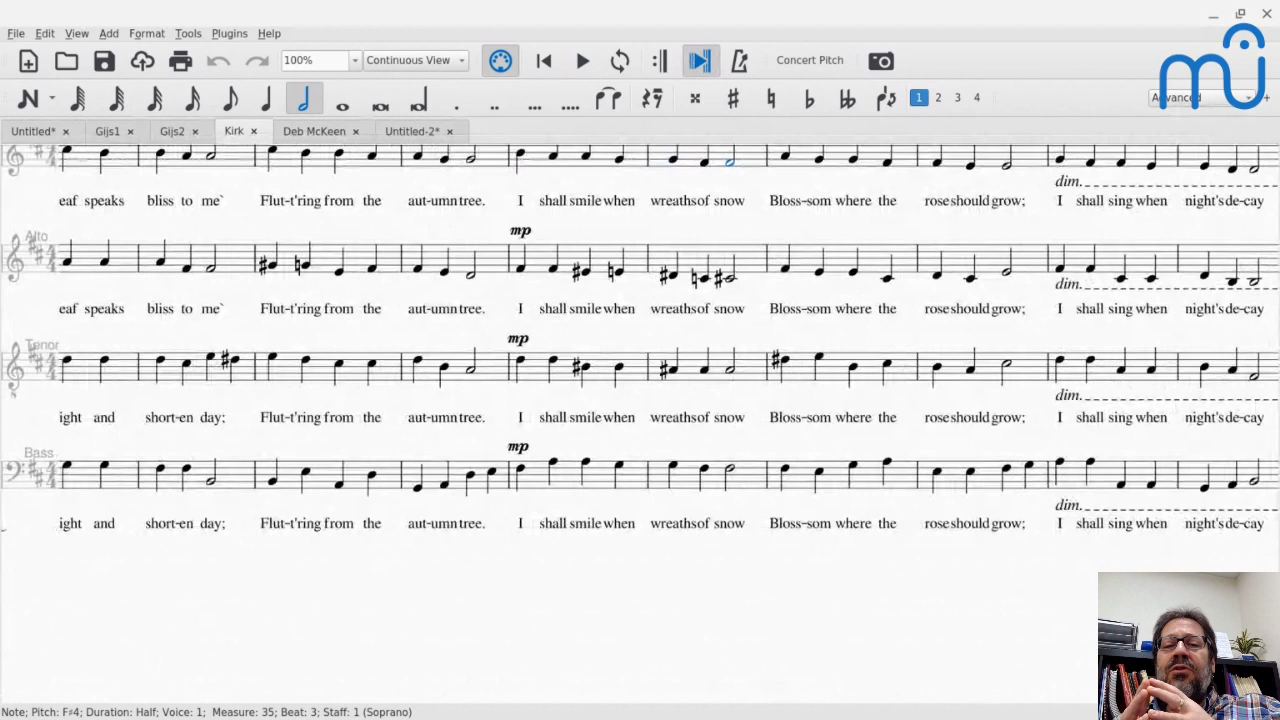 File Edit View Add Format Tools Plugins Help
100% Continuous View Concert Pitch
1 2 3 4 Advanced +
Untitled* × Gijs1 × Gijs2 × Kirk × Deb McKeen × Untitled-2* ×
dim.
eaf speaks bliss to me` Flut-t'ring from the aut-umn tree. I shall smile when wreaths of snow Bloss-som where the rose should grow; I shall sing when night's de-cay
mp
Alto
dim.
eaf speaks bliss to me` Flut-t'ring from the aut-umn tree. I shall smile when wreaths of snow Bloss-som where the rose should grow; I shall sing when night's de-cay
mp
Tenor
dim.
ight and short-en day; Flut-t'ring from the aut-umn tree. I shall smile when wreaths of snow Bloss-som where the rose should grow; I shall sing when night's de-cay
mp
Bass
dim.
ight and short-en day; Flut-t'ring from the aut-umn tree. I shall smile when wreaths of snow Bloss-som where the rose should grow; I shall sing when night's de-cay
Note; Pitch: F♯4; Duration: Half; Voice: 1; Measure: 35; Beat: 3; Staff: 1 (Soprano)